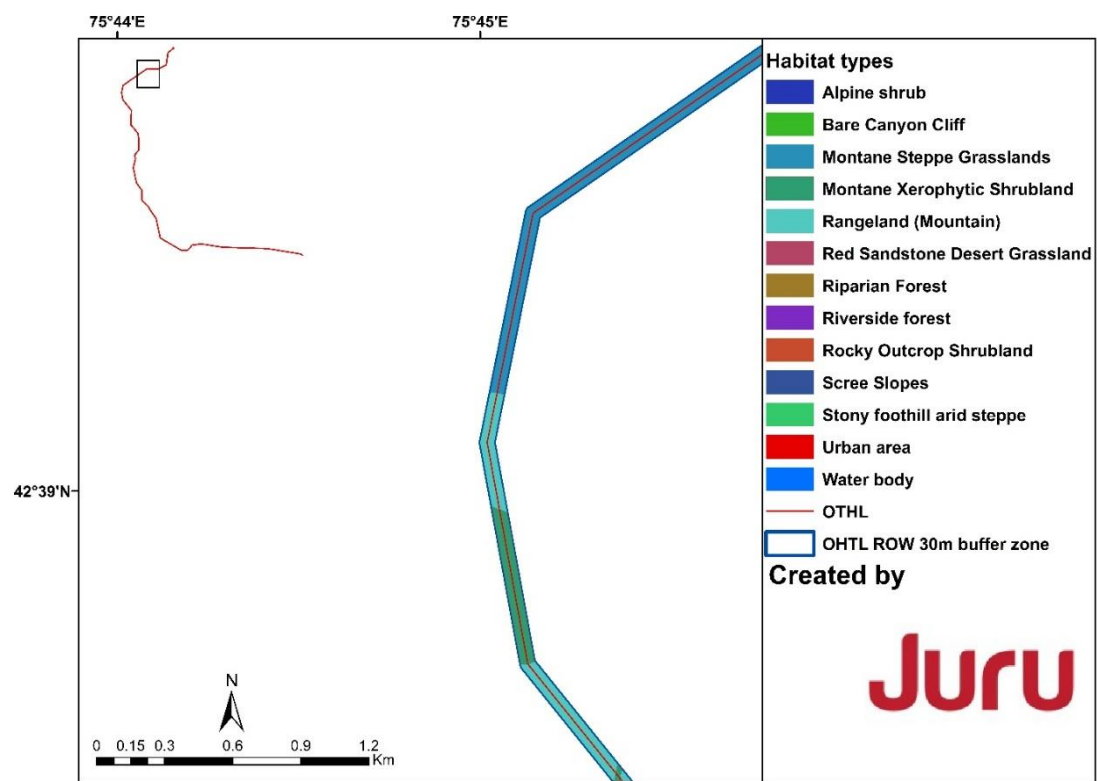 75°44'E
75°45'E
42°39'N
N
0 0.15 0.3 0.6 0.9 1.2
Km
Habitat types
Alpine shrub
Bare Canyon Cliff
Montane Steppe Grasslands
Montane Xerophytic Shrubland
Rangeland (Mountain)
Red Sandstone Desert Grassland
Riparian Forest
Riverside forest
Rocky Outcrop Shrubland
Scree Slopes
Stony foothill arid steppe
Urban area
Water body
OTHL
OHTL ROW 30m buffer zone
Created by
Juru